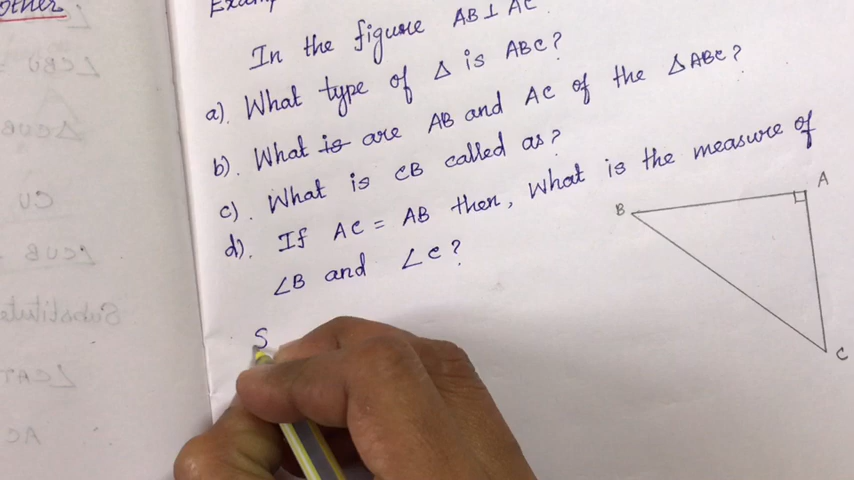 other
In the figure AB⊥AC.
a). What type of Δ is ABC?
b). What is are AB and AC of the ΔABC?
c). What is CB called as?
d). If AC = AB then, What is the measure of
∠B and ∠C?
S
A
B
C